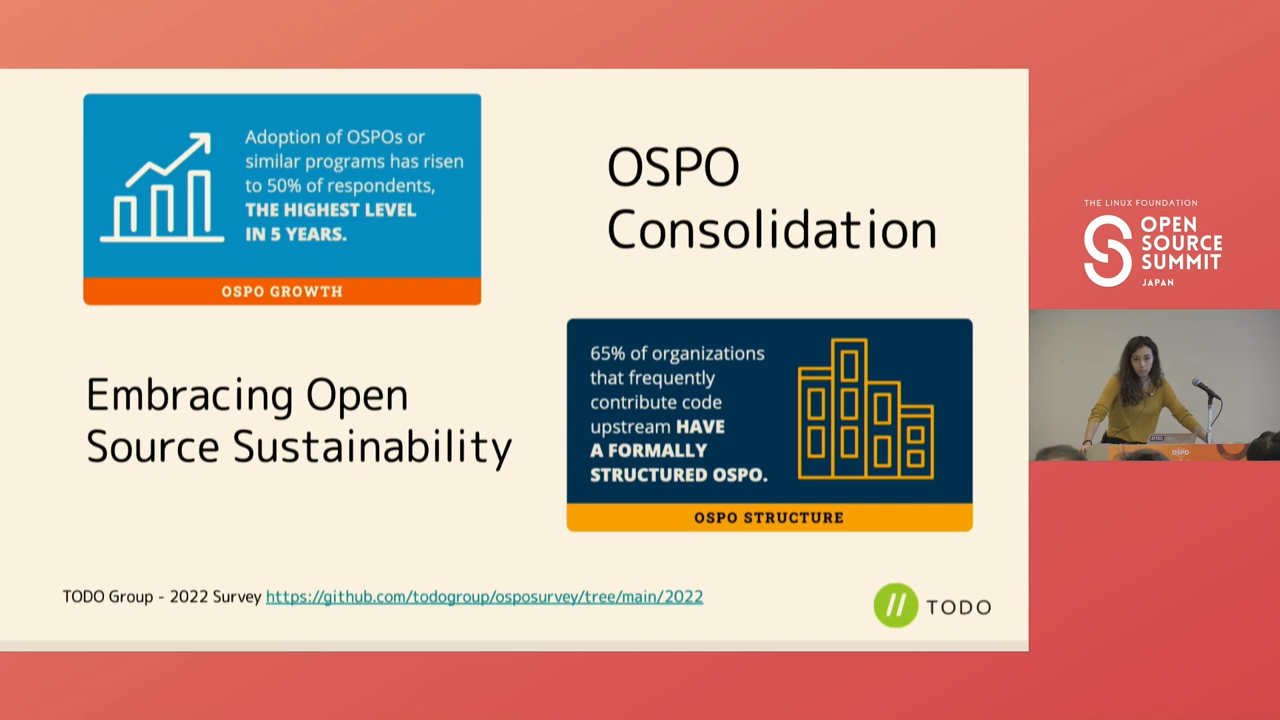 Adoption of OSPOs or
similar programs has risen
to 50% of respondents,
THE HIGHEST LEVEL
IN 5 YEARS.
OSPO GROWTH
OSPO
Consolidation
Embracing Open
Source Sustainability
65% of organizations
that frequently
contribute code
upstream HAVE
A FORMALLY
STRUCTURED OSPO.
OSPO STRUCTURE
TODO Group - 2022 Survey https://github.com/todogroup/osposurvey/tree/main/2022
TODO
THE LINUX FOUNDATION
OPEN
SOURCE
SUMMIT
JAPAN
OSPO